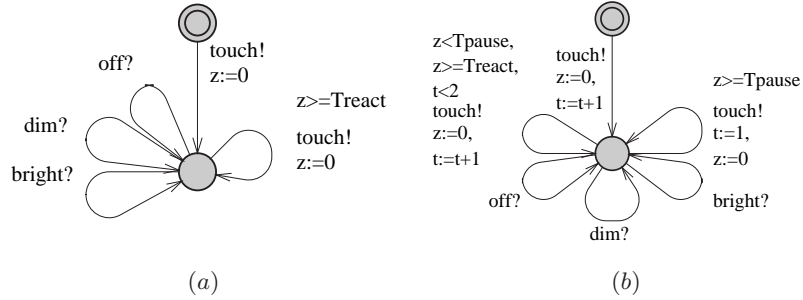 touch!
z:=0
off?
dim?
bright?
z>=Treact
touch!
z:=0
(a)
z<Tpause,
z>=Treact,
t<2
touch!
z:=0,
t:=t+1
touch!
z:=0,
t:=t+1
z>=Tpause
touch!
t:=1,
z:=0
off?
bright?
dim?
(b)